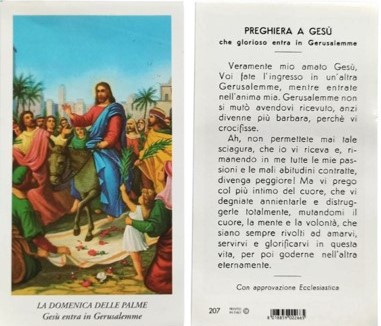 LA DOMENICA DELLE PALME
Gesù entra in Gerusalemme
PREGHIERA A GESÙ
che glorioso entra in Gerusalemme
Veramente mio amato Gesù,
Voi fate l'ingresso in un'altra
Gerusalemme, mentre entrate
nell'anima mia. Gerusalemme non
si mutò avendovi ricevuto, anzi
divenne più barbara, perchè vi
crocifisse.
Ah, non permettete mai tale
sciagura, che io vi riceva e, ri-
manendo in me tutte le mie pas-
sioni e le mali abitudini contratte,
divenga peggiore! Ma vi prego
col più intimo del cuore, che vi
degniate annientarle e distrug-
gerle totalmente, mutandomi il
cuore, la mente e la volontà, che
siano sempre rivolti ad amarvi,
servirvi e glorificarvi in questa
vita, per poi goderne nell'altra
eternamente.
Con approvazione Ecclesiastica
207